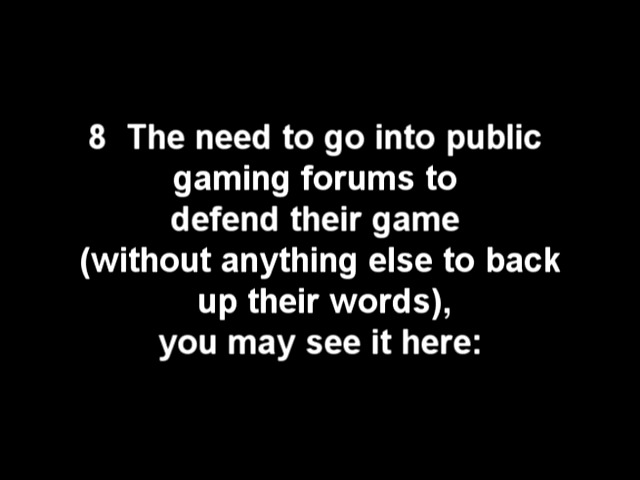 8  The need to go into public
gaming forums to
defend their game
(without anything else to back
up their words),
you may see it here: